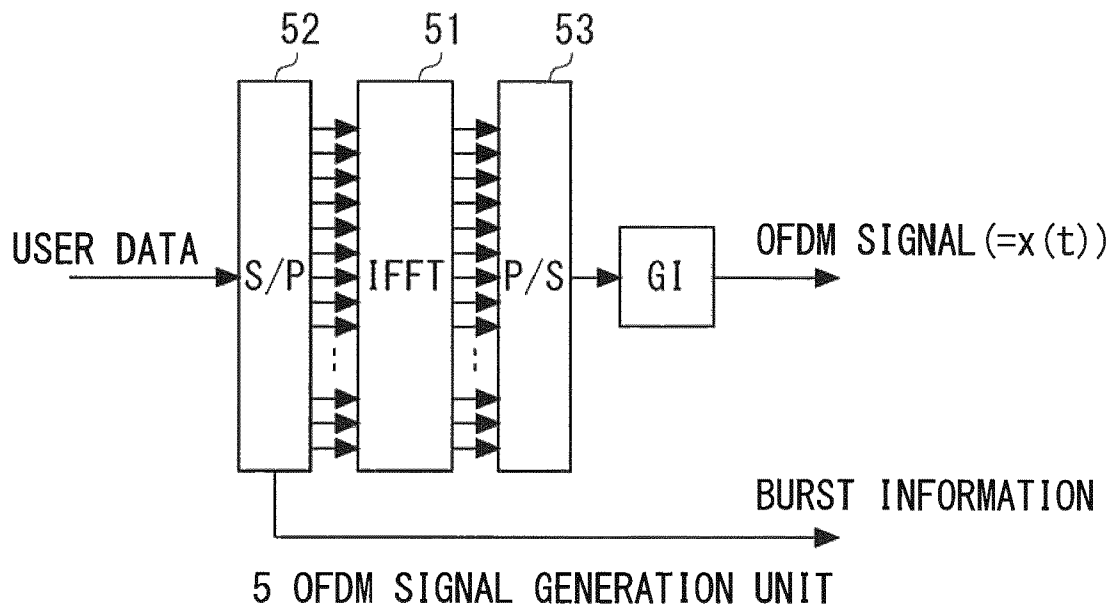 52
51
53
USER DATA
S/P
IFFT
P/S
GI
OFDM SIGNAL(=x(t))
BURST INFORMATION
5 OFDM SIGNAL GENERATION UNIT